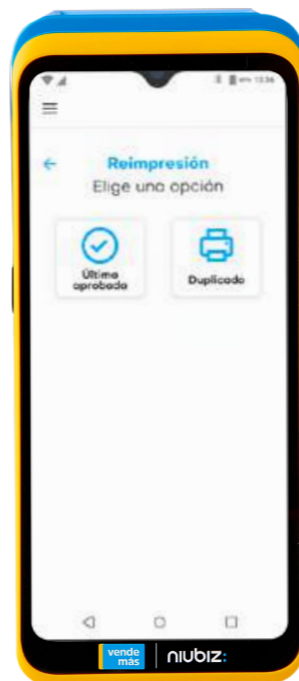 Reimpresión
Elige una opción
Última
aprobada
Duplicado
vende
más
niubiz: